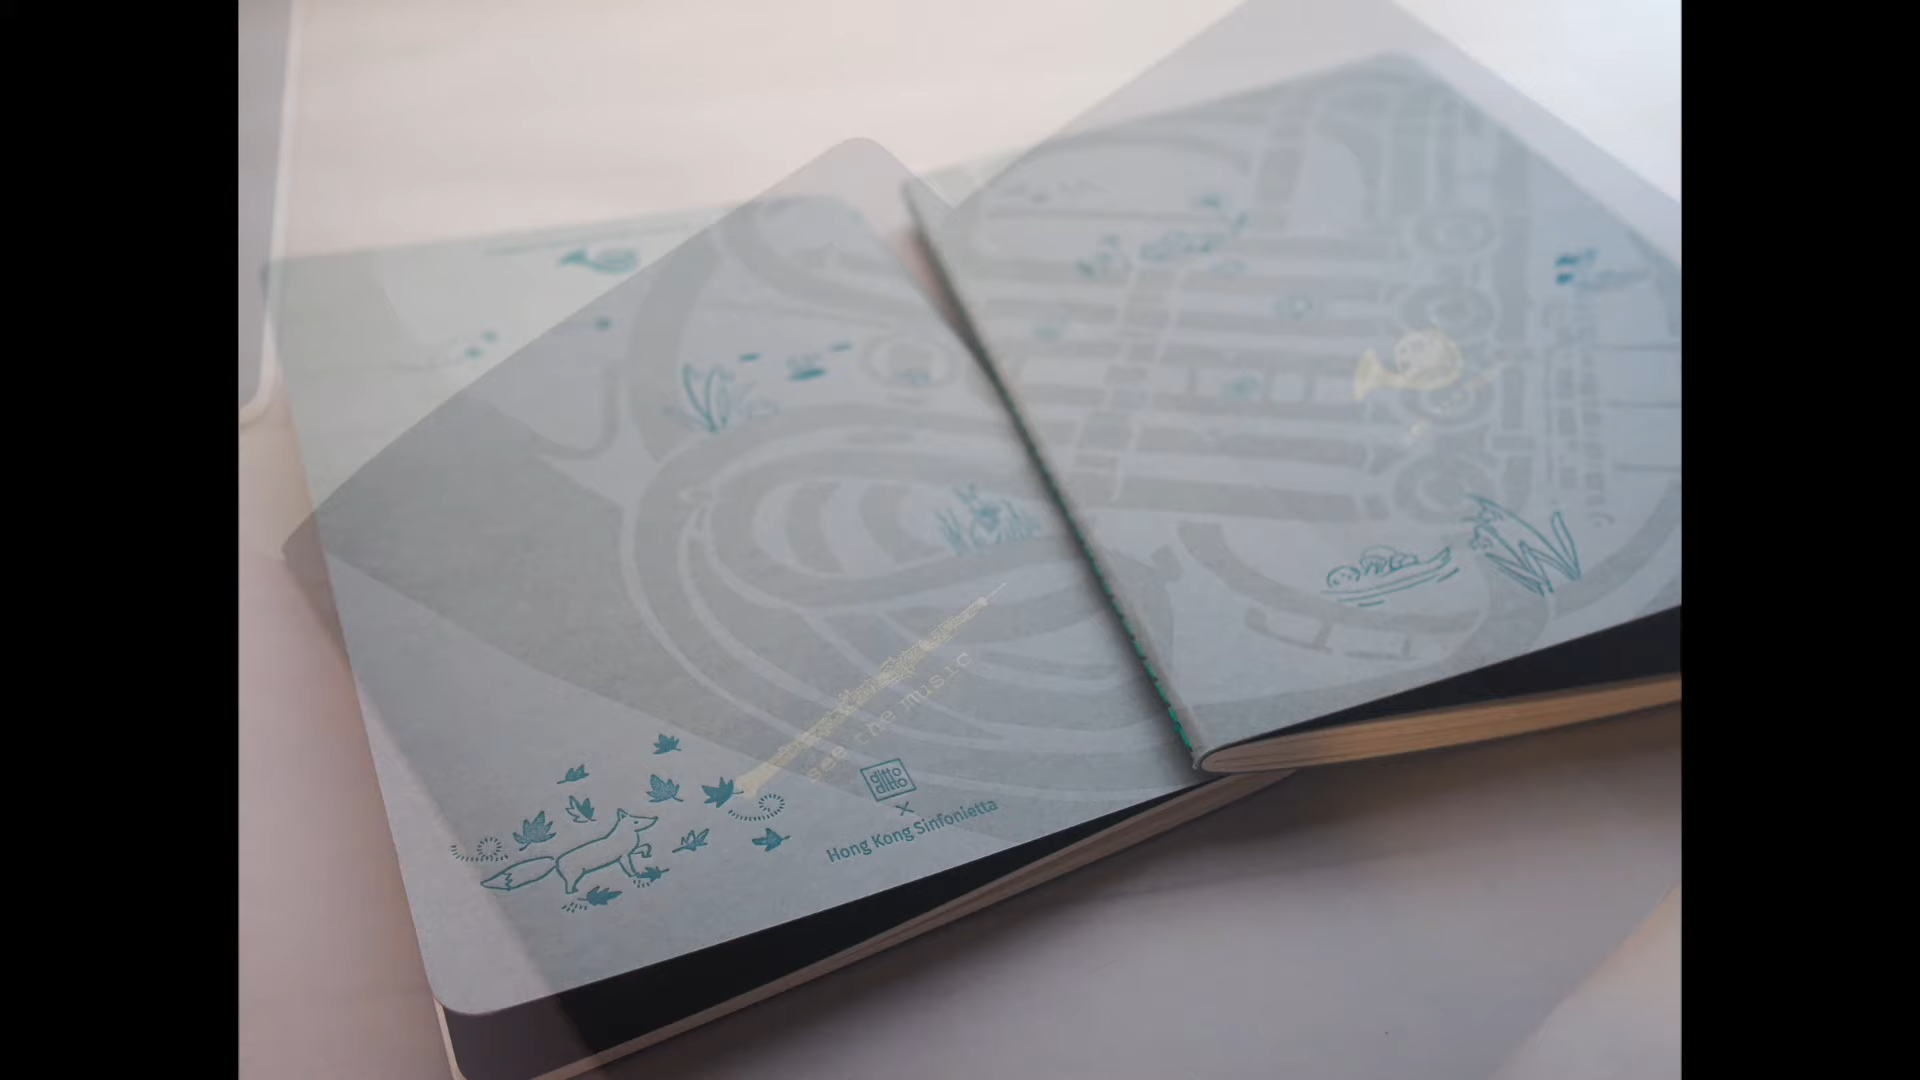 see the music
ditto
ditto
×
Hong Kong Sinfonietta